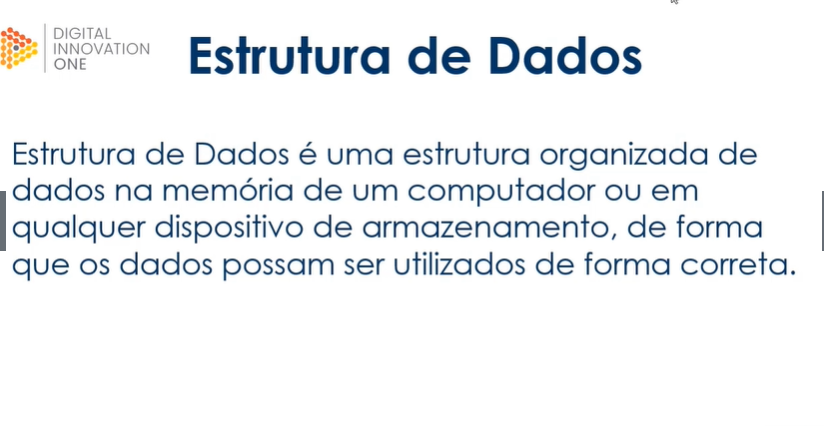 DIGITAL
INNOVATION
ONE
Estrutura de Dados
Estrutura de Dados é uma estrutura organizada de
dados na memória de um computador ou em
qualquer dispositivo de armazenamento, de forma
que os dados possam ser utilizados de forma correta.